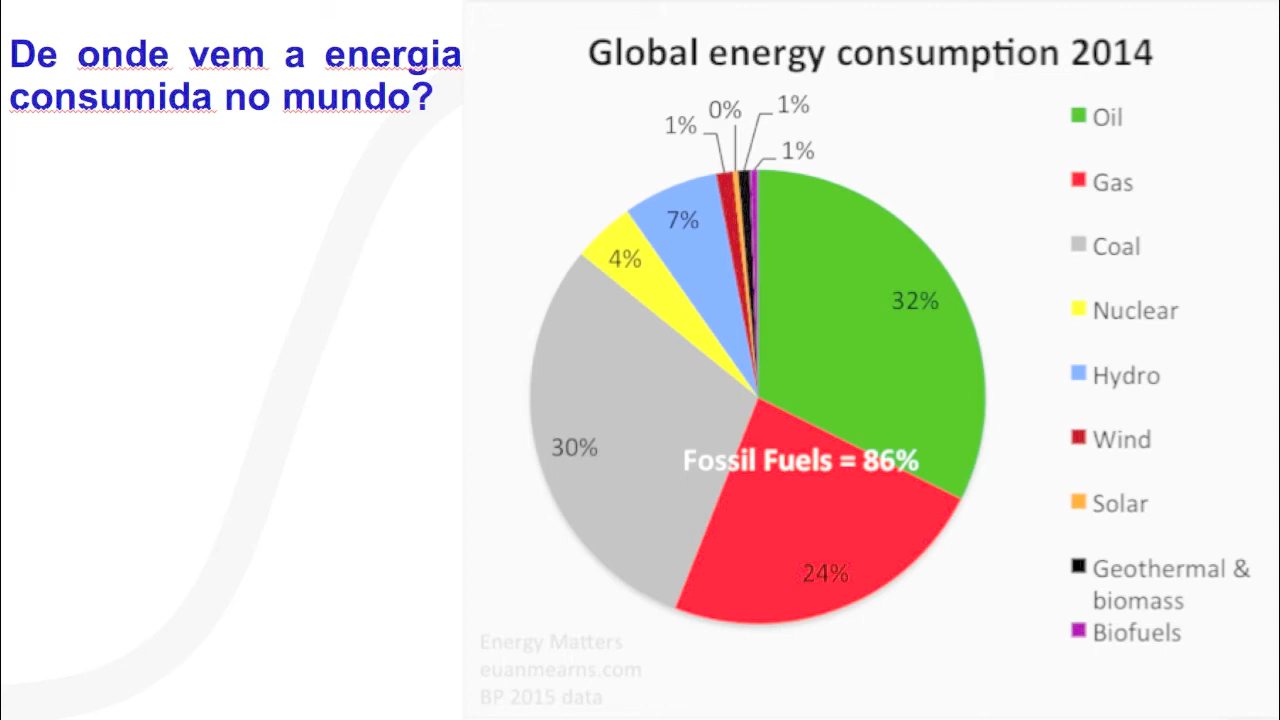 De onde vem a energia
consumida no mundo?
Global energy consumption 2014
1%
0%
1%
1%
7%
4%
32%
30%
Fossil Fuels = 86%
24%
Oil
Gas
Coal
Nuclear
Hydro
Wind
Solar
Geothermal &
biomass
Biofuels
Energy Matters
euanmearns.com
BP 2015 data